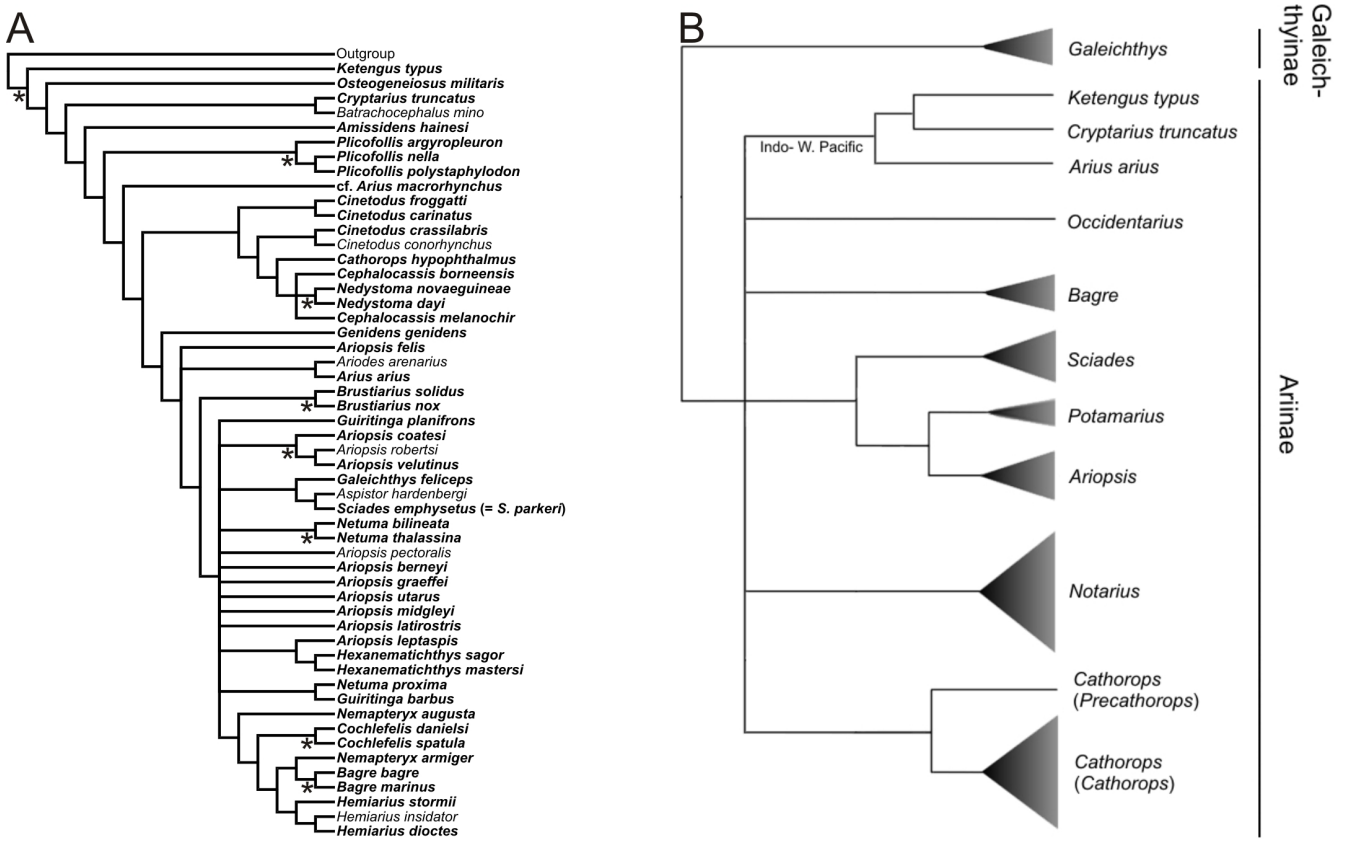 A
Outgroup
Ketengus typus
Osteogeneiosus militaris
Cryptarius truncatus
Batrachocephalus mino
Amissidens hainesi
Plicofollis argyropleuron
Plicofollis nella
Plicofollis polystaphylodon
cf. Arius macrorhynchus
Cinetodus froggatti
Cinetodus carinatus
Cinetodus crassilabris
Cinetodus conorhynchus
Cathorops hypophthalmus
Cephalocassis borneensis
Nedystoma novaeguineae
Nedystoma dayi
Cephalocassis melanochir
Genidens genidens
Ariopsis felis
Ariodes arenarius
Arius arius
Brustiarius solidus
Brustiarius nox
Guiritinga planifrons
Ariopsis coatesi
Ariopsis robertsi
Ariopsis velutinus
Galeichthys feliceps
Aspistor hardenbergi
Sciades emphysetus (= S. parkeri)
Netuma bilineata
Netuma thalassina
Ariopsis pectoralis
Ariopsis berneyi
Ariopsis graeffei
Ariopsis utarus
Ariopsis midgleyi
Ariopsis latirostris
Ariopsis leptaspis
Hexanematichthys sagor
Hexanematichthys mastersi
Netuma proxima
Guiritinga barbus
Nemapteryx augusta
Cochlefelis danielsi
Cochlefelis spatula
Nemapteryx armiger
Bagre bagre
Bagre marinus
Hemiarius stormii
Hemiarius insidator
Hemiarius dioctes
*
*
*
*
*
*
*
*
B
Galeichthys
Ketengus typus
Cryptarius truncatus
Indo- W. Pacific
Arius arius
Occidentarius
Bagre
Sciades
Potamarius
Ariopsis
Notarius
Cathorops
(Precathorops)
Cathorops
(Cathorops)
Galeich-
thyinae
Ariinae